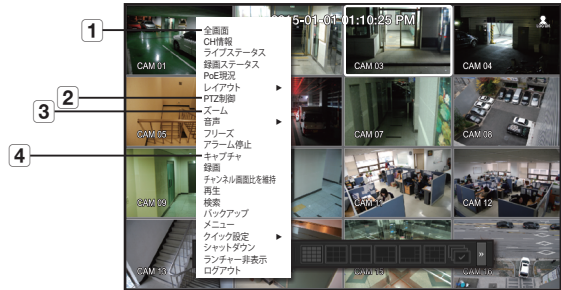 1
2
3
4
015-01-01 01:10:25 PM
全画面
CH情報
ライブステータス
録画ステータス
PoE現況
レイアウト
PTZ制御
ズーム
音声
フリーズ
アラーム停止
キャプチャ
録画
チャンネル画面比を維持
再生
検索
バックアップ
メニュー
クイック設定
シャットダウン
ランチャー非表示
ログアウト
CAM 01
CAM 03
CAM 04
CAM 05
CAM 07
CAM 08
CAM 09
CAM 11
CAM 12
CAM 13
CAM 15
CAM 16